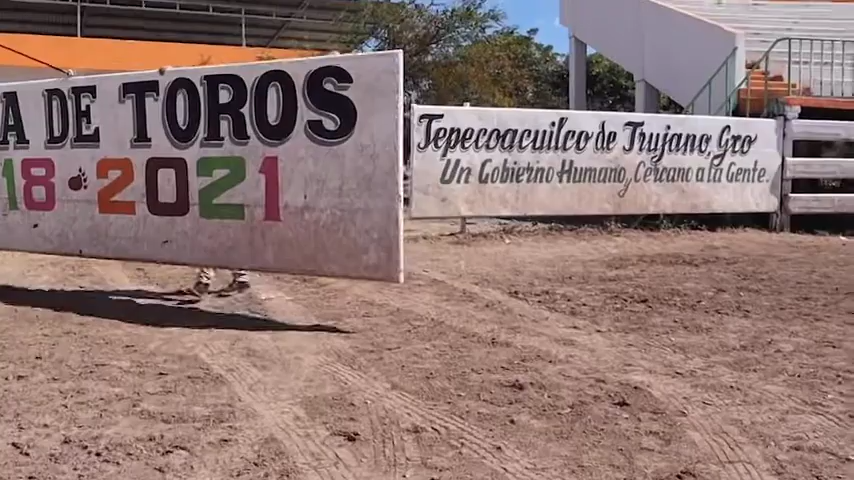 A DE TOROS
18 2021
Tepecoacuilco de Trujano Gro
Un Gobierno Humano y Cercano a la Gente.